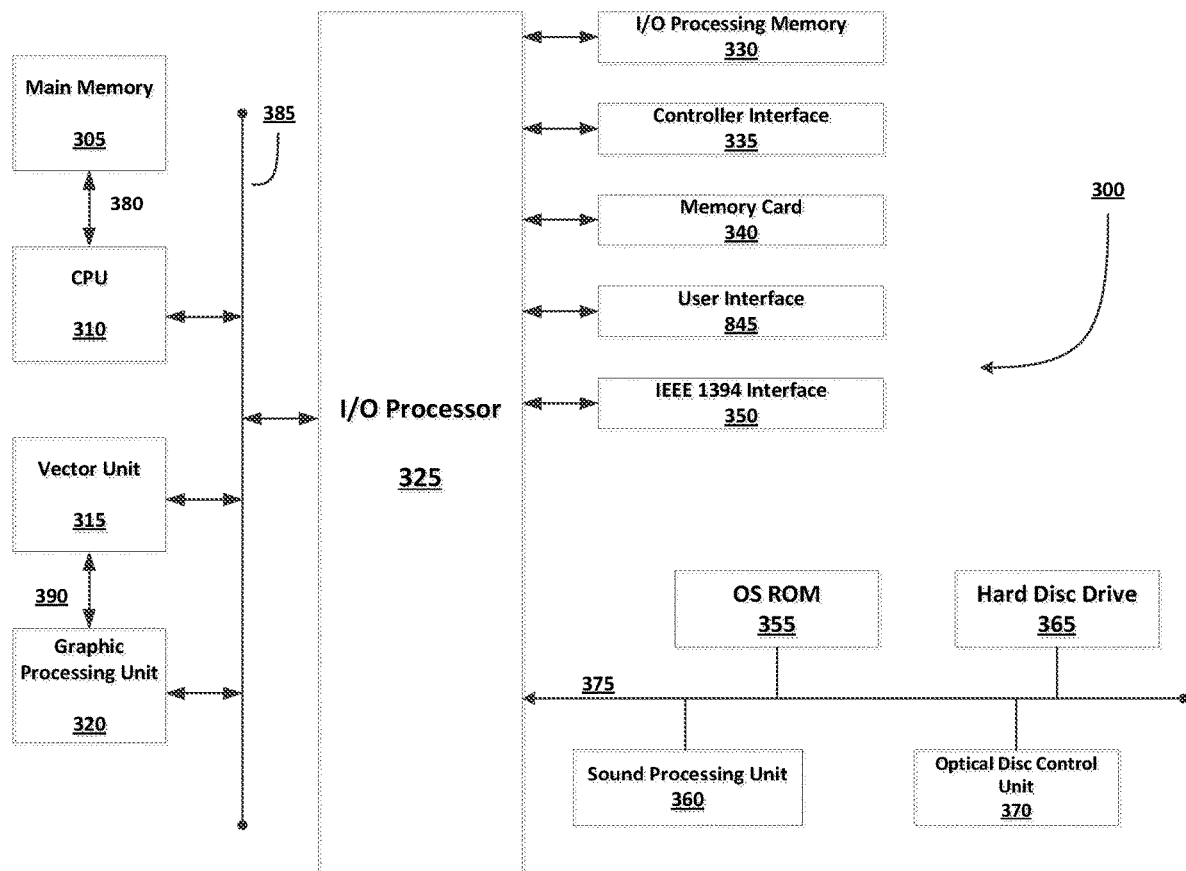 Main Memory
305
380
CPU
310
Vector Unit
315
390
Graphic
Processing Unit
320
385
I/O Processor
325
I/O Processing Memory
330
Controller Interface
335
Memory Card
340
User Interface
845
IEEE 1394 Interface
350
300
OS ROM
355
Hard Disc Drive
365
375
Sound Processing Unit
360
Optical Disc Control
Unit
370